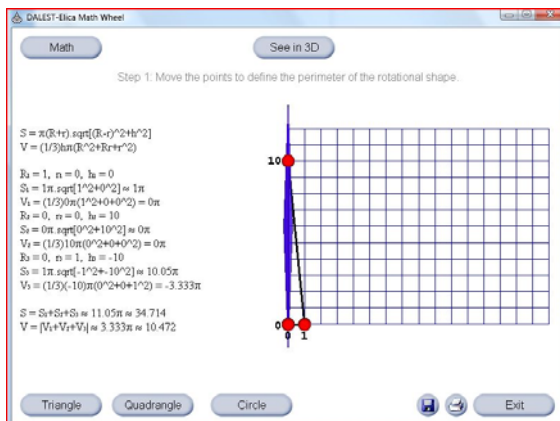 DALEST-Elica Math Wheel
Math
See in 3D
Step 1: Move the points to define the perimeter of the rotational shape.
S = π(R+r).sqrt[(R-r)^2+h^2]
V = (1/3)hπ(R^2+Rr+r^2)
R₁ = 1, r₁ = 0, h₁ = 0
S₁ = 1π.sqrt[1^2+0^2] ≈ 1π
V₁ = (1/3)0π(1^2+0+0^2) = 0π
R₂ = 0, r₂ = 0, h₂ = 10
S₂ = 0π.sqrt[0^2+10^2] ≈ 0π
V₂ = (1/3)10π(0^2+0+0^2) = 0π
R₃ = 0, r₃ = 1, h₃ = -10
S₃ = 1π.sqrt[-1^2+-10^2] ≈ 10.05π
V₃ = (1/3)(-10)π(0^2+0+1^2) = -3.333π
S = S₁+S₂+S₃ ≈ 11.05π ≈ 34.714
V = |V₁+V₂+V₃| ≈ 3.333π ≈ 10.472
10
0
0 1
Triangle
Quadrangle
Circle
Exit